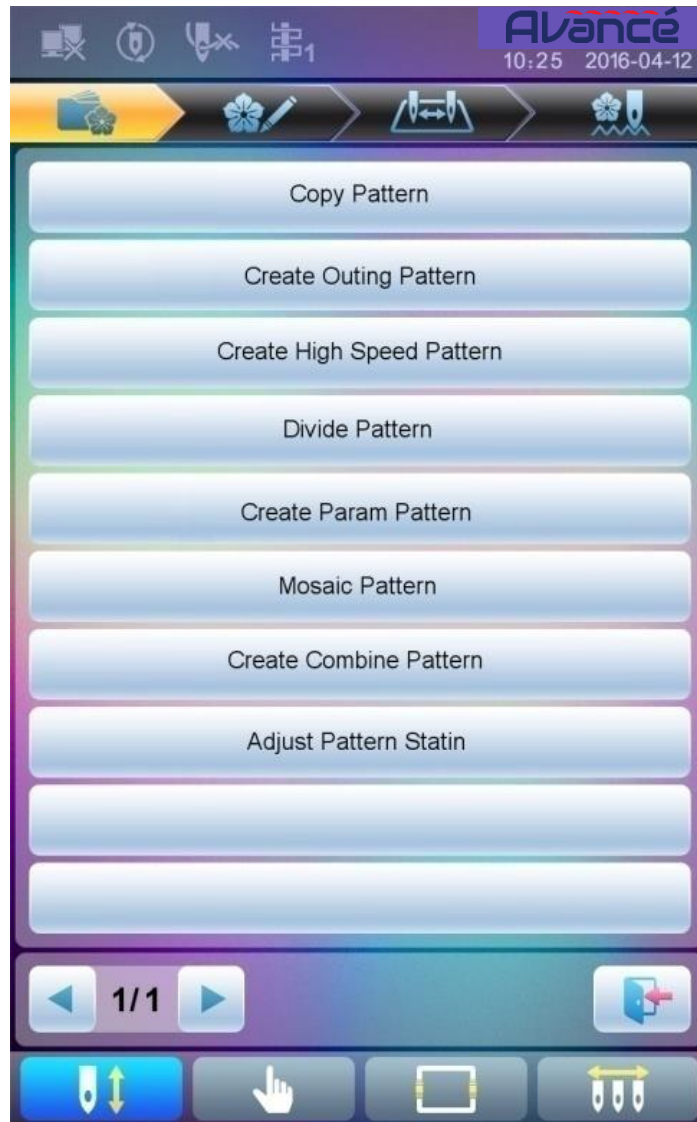 Avancé
10:25 2016-04-12
1
Copy Pattern
Create Outing Pattern
Create High Speed Pattern
Divide Pattern
Create Param Pattern
Mosaic Pattern
Create Combine Pattern
Adjust Pattern Statin
1/1